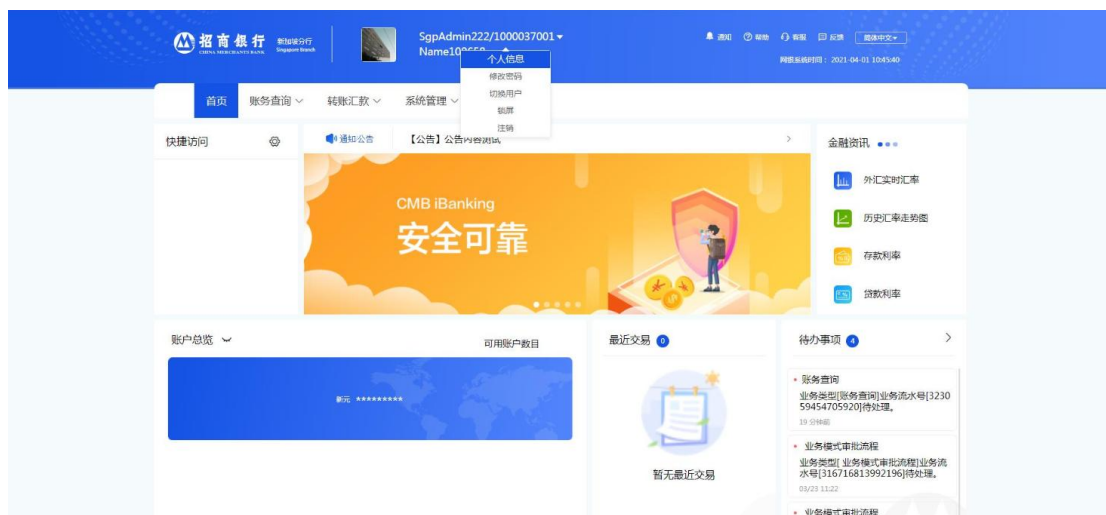 招商银行
CHINA MERCHANTS BANK
新加坡分行
Singapore Branch
SgpAdmin222/1000037001
通知 帮助 客服 反馈 简体中文
网银系统时间： 2021-04-01 10:45:40
个人信息
修改密码
切换用户
锁屏
注销
首页 账务查询 转账汇款 系统管理
快捷访问
通知公告 【公告】公告内容测试
金融资讯
CMB iBanking
安全可靠
外汇实时汇率
历史汇率走势图
存款利率
贷款利率
账户总览
可用账户数目
新元 *********
最近交易 0
暂无最近交易
待办事项 4
账务查询
业务类型[账务查询]业务流水号[3230
59454705920]待处理。
19 分钟前
业务模式审批流程
业务类型[ 业务模式审批流程]业务流
水号[316716813992196]待处理。
03/23 11:22
业务模式审批流程